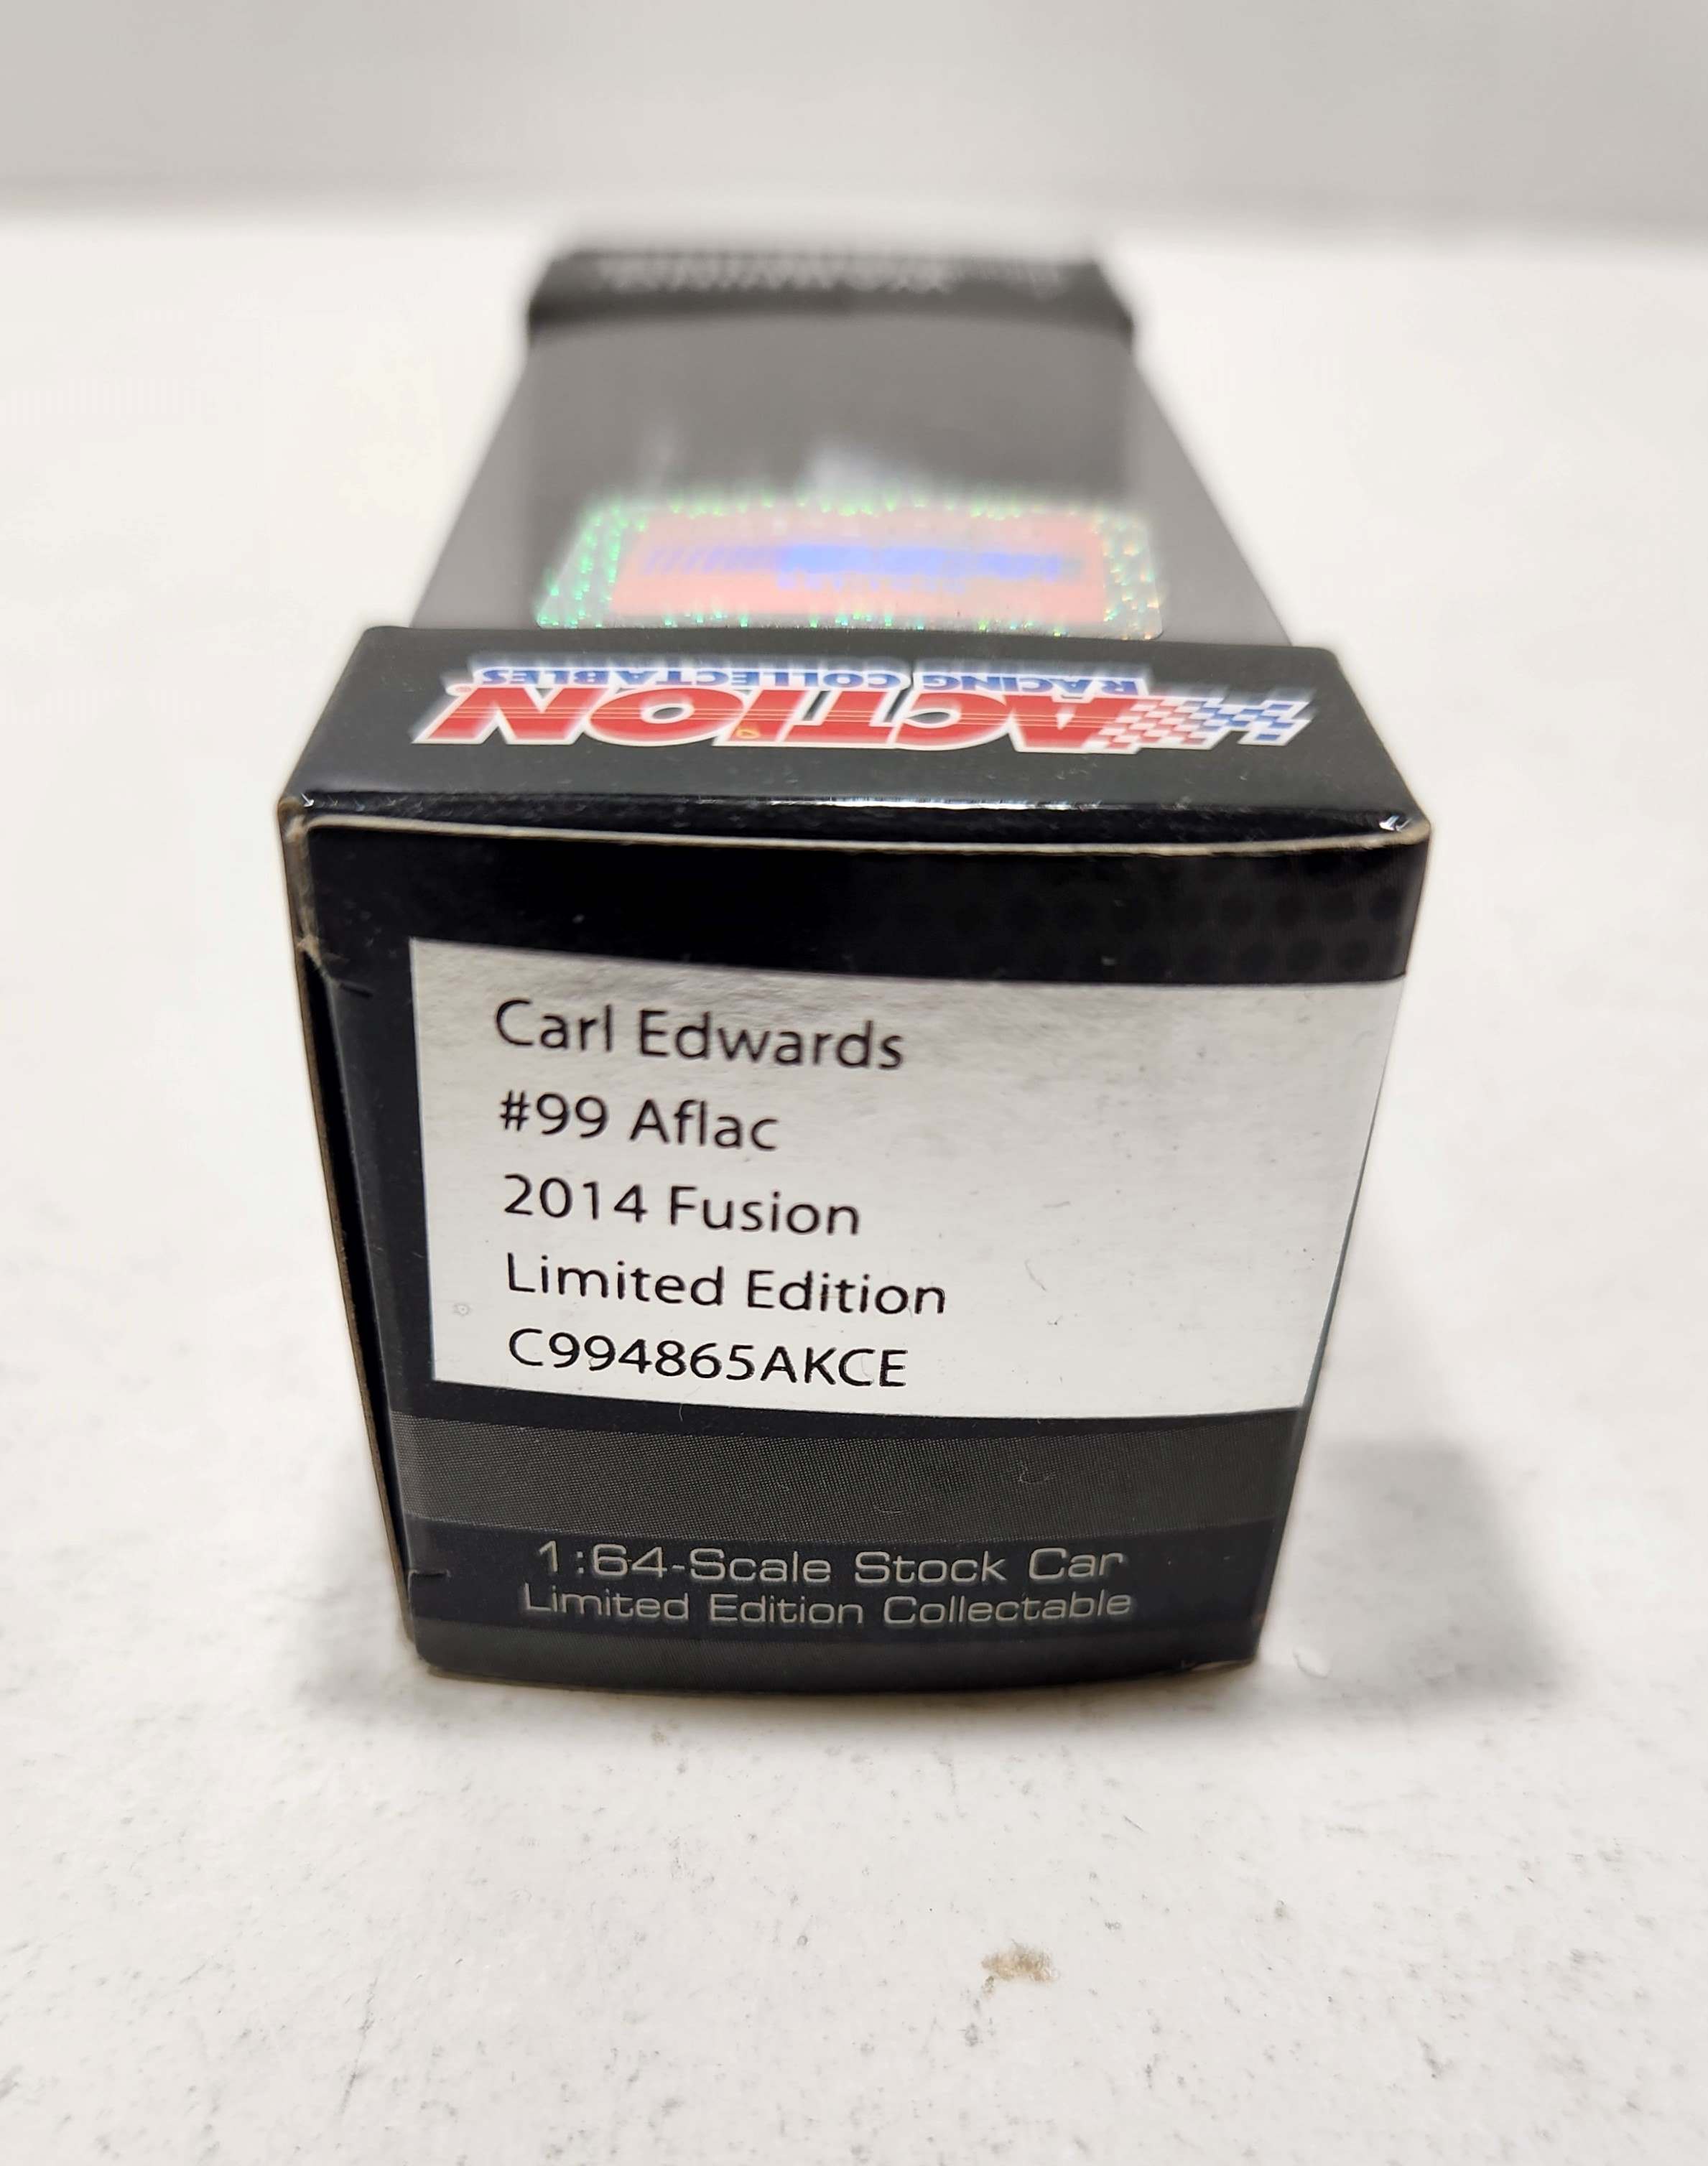 ACTION
RACING COLLECTABLES
Carl Edwards
#99 Aflac
2014 Fusion
Limited Edition
C994865AKCE
1:64-Scale Stock Car
Limited Edition Collectable